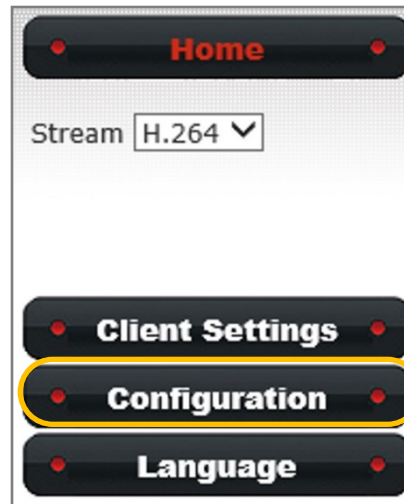 Home
Stream H.264
Client Settings
Configuration
Language